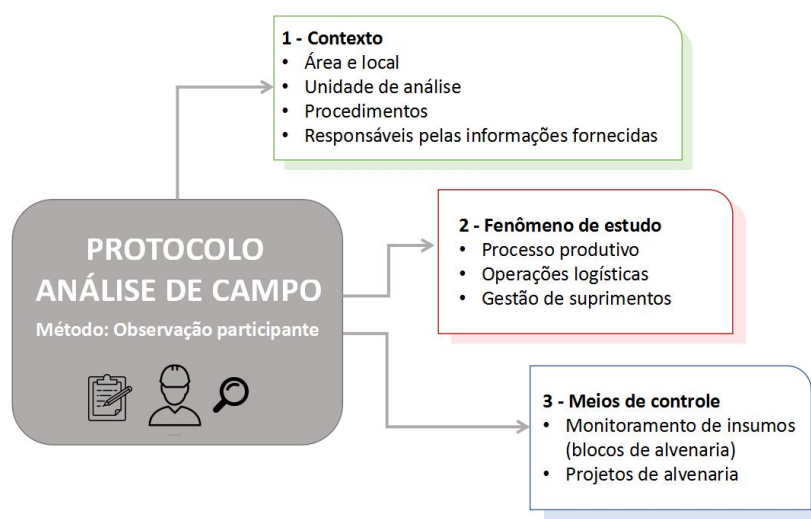 1 - Contexto
• Área e local
• Unidade de análise
• Procedimentos
• Responsáveis pelas informações fornecidas
PROTOCOLO
ANÁLISE DE CAMPO
Método: Observação participante
2 - Fenômeno de estudo
• Processo produtivo
• Operações logísticas
• Gestão de suprimentos
3 - Meios de controle
• Monitoramento de insumos
(blocos de alvenaria)
• Projetos de alvenaria